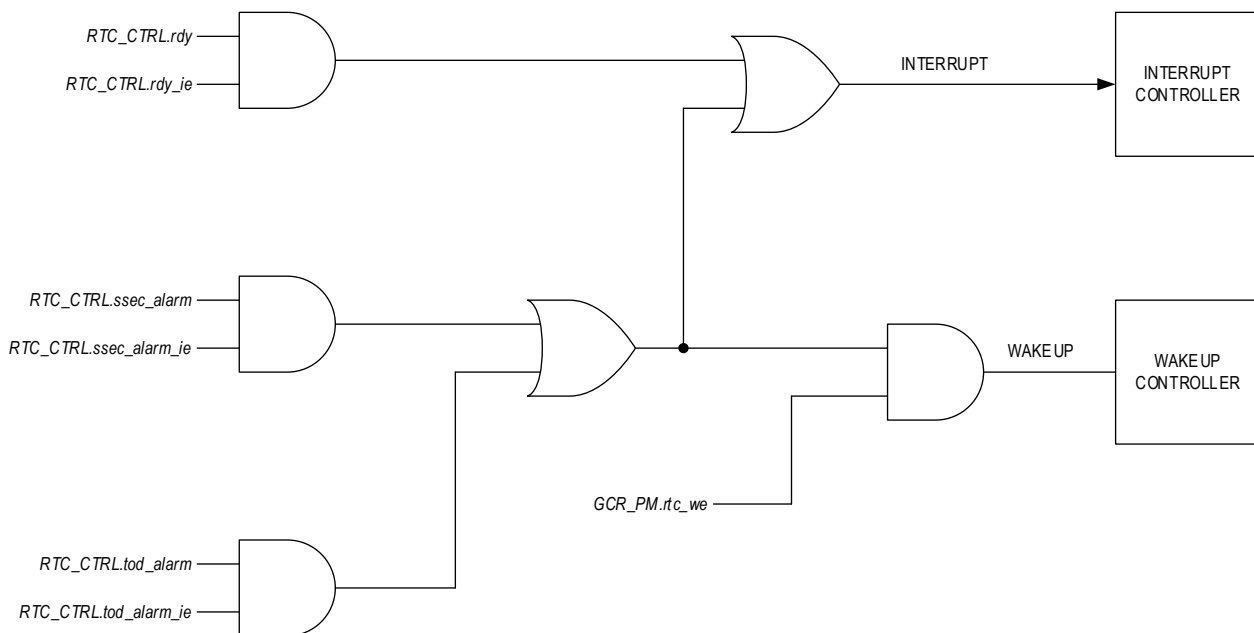 RTC_CTRL.rdy
RTC_CTRL.rdy_ie
INTERRUPT
INTERRUPT
CONTROLLER
RTC_CTRL.ssec_alarm
RTC_CTRL.ssec_alarm_ie
WAKEUP
WAKEUP
CONTROLLER
GCR_PM.rtc_we
RTC_CTRL.tod_alarm
RTC_CTRL.tod_alarm_ie